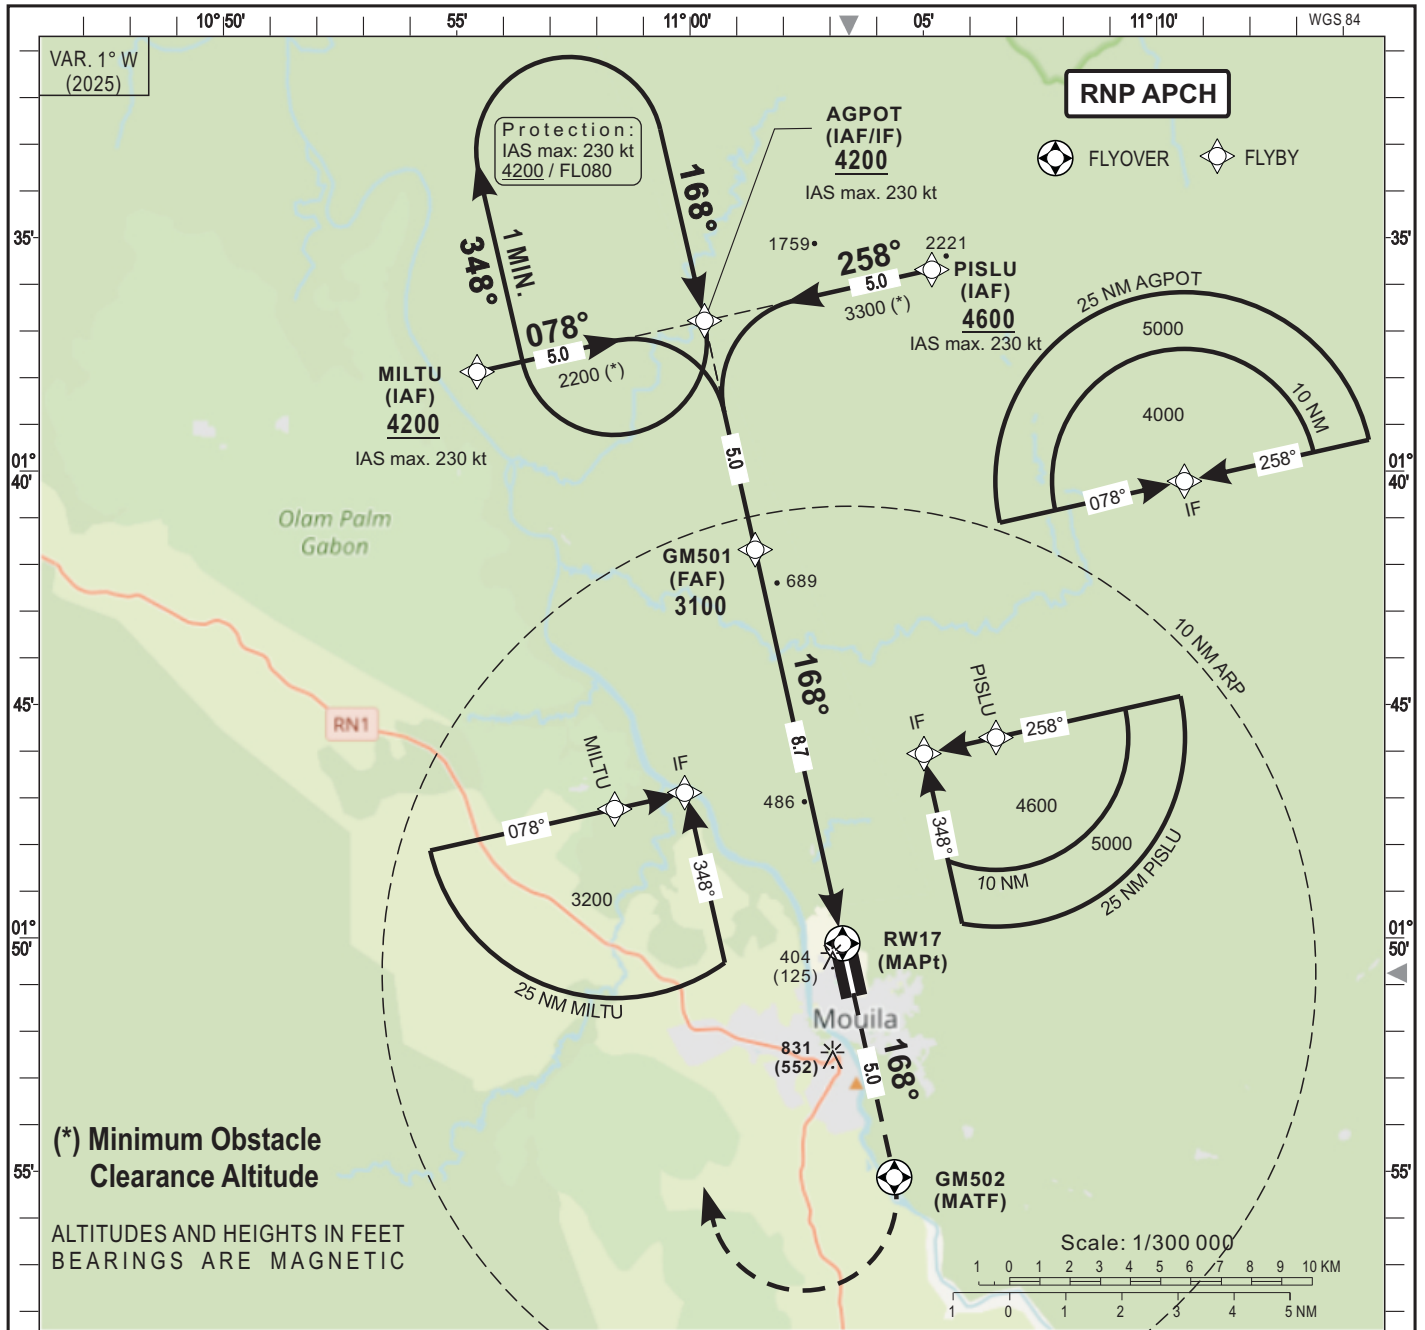 10°50'
55'
11°00'
05'
11°10'
WGS 84
VAR. 1° W
(2025)
RNP APCH
FLYOVER
FLYBY
Protection:
IAS max: 230 kt
4200 / FL080
AGPOT
(IAF/IF)
4200
IAS max. 230 kt
168°
348°
1 MIN.
35'
35'
1759
258°
5.0
3300 (*)
2221
PISLU
(IAF)
4600
IAS max. 230 kt
078°
5.0
2200 (*)
MILTU
(IAF)
4200
IAS max. 230 kt
25 NM AGPOT
5000
10 NM
4000
078°
258°
IF
01°
40'
01°
40'
5.0
Olam Palm
Gabon
GM501
(FAF)
3100
689
10 NM ARP
168°
8.7
486
45'
45'
RN1
MILTU
IF
078°
348°
3200
25 NM MILTU
IF
PISLU
258°
348°
4600
5000
10 NM
25 NM PISLU
01°
50'
01°
50'
RW17
(MAPt)
404
(125)
Mouila
831
(552)
168°
5.0
55'
55'
GM502
(MATF)
(*) Minimum Obstacle
Clearance Altitude
ALTITUDES AND HEIGHTS IN FEET
BEARINGS ARE MAGNETIC
Scale: 1/300 000
1 0 1 2 3 4 5 6 7 8 9 10 KM
1 0 1 2 3 4 5 NM